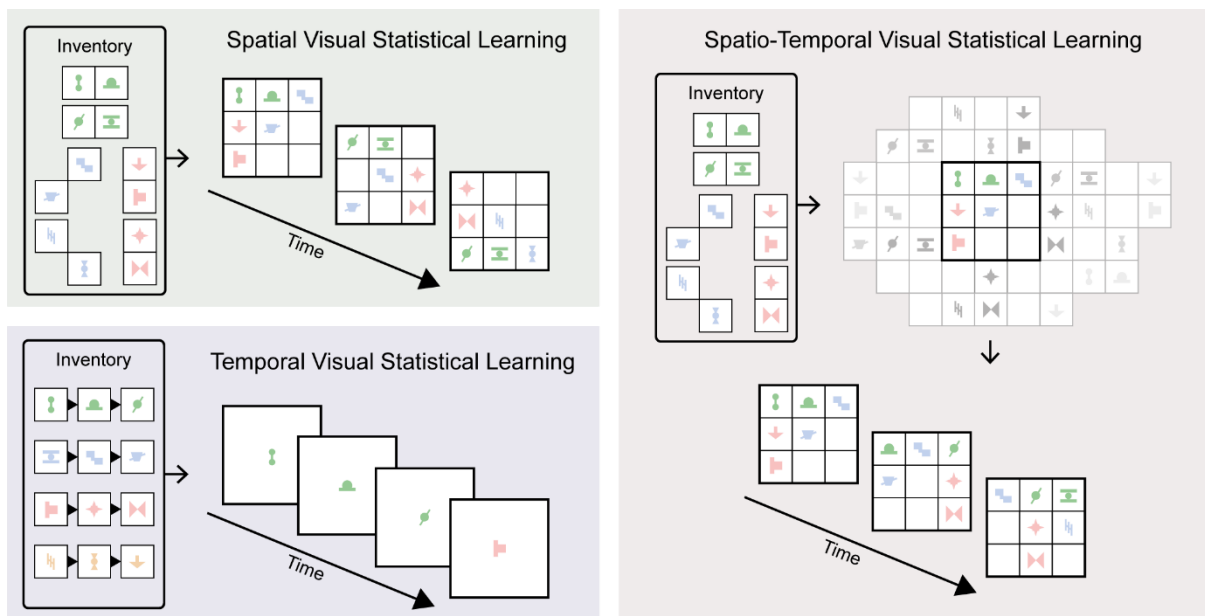 Spatial Visual Statistical Learning
Inventory
Time
Temporal Visual Statistical Learning
Inventory
Time
Spatio-Temporal Visual Statistical Learning
Inventory
Time